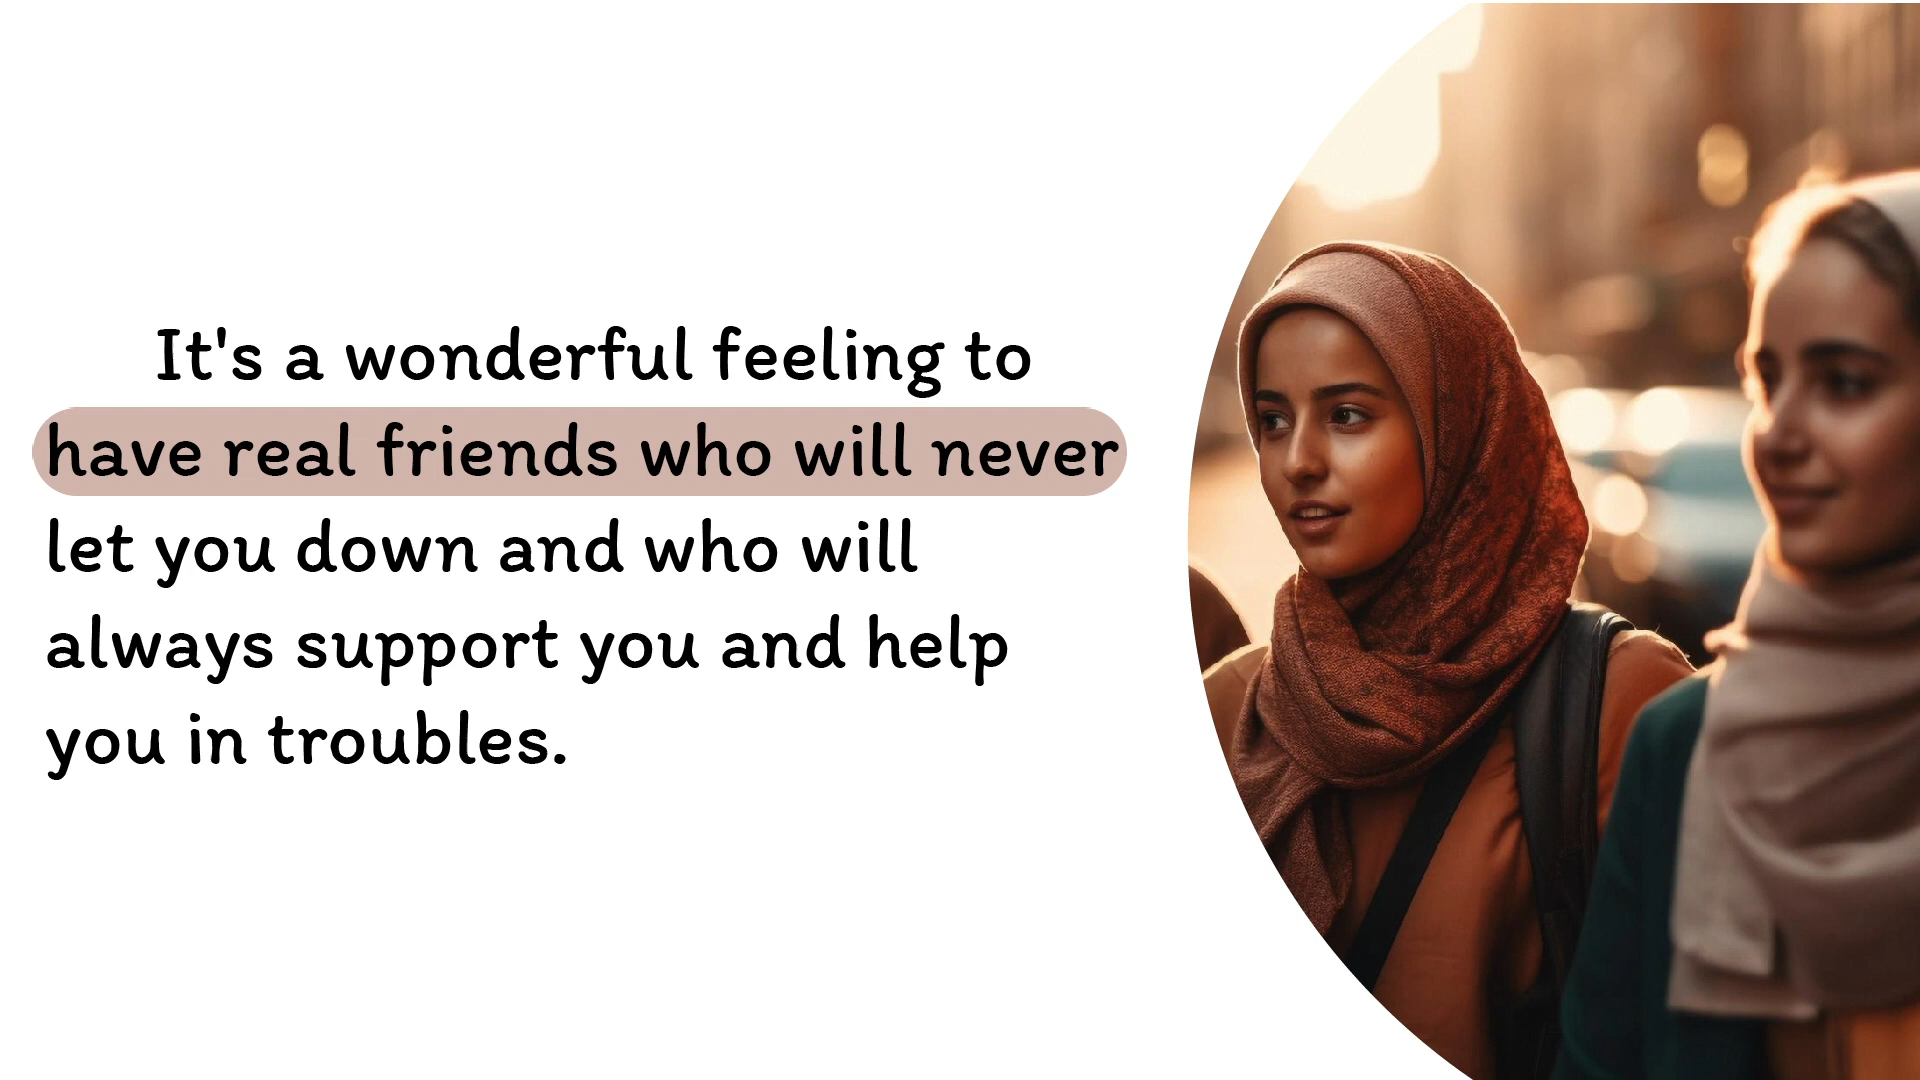 It's a wonderful feeling to
have real friends who will never
let you down and who will
always support you and help
you in troubles.